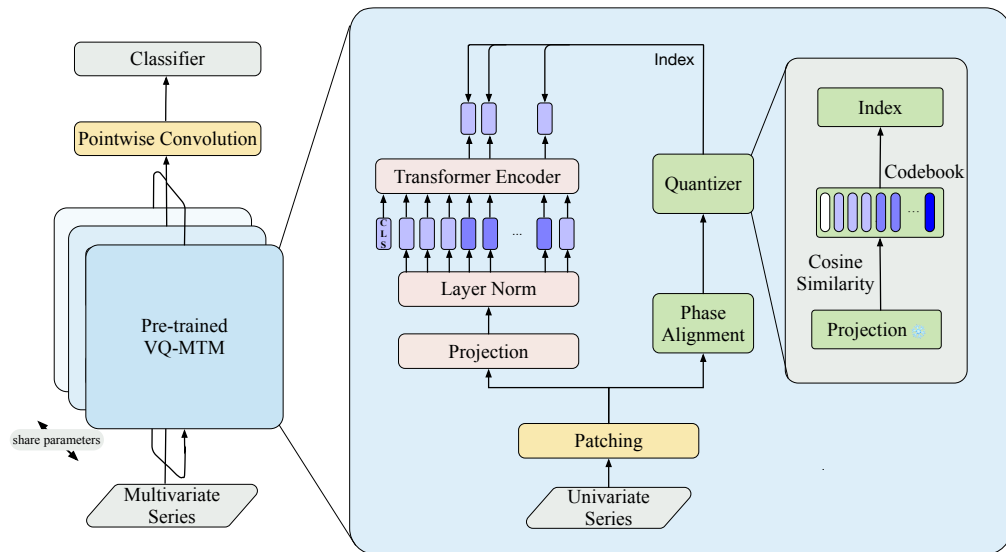 Classifier
Pointwise Convolution
Pre-trained
VQ-MTM
share parameters
Multivariate
Series
Index
Transformer Encoder
CLS
...
Layer Norm
Projection
Quantizer
Phase
Alignment
Patching
Univariate
Series
Index
Codebook
...
Cosine
Similarity
Projection